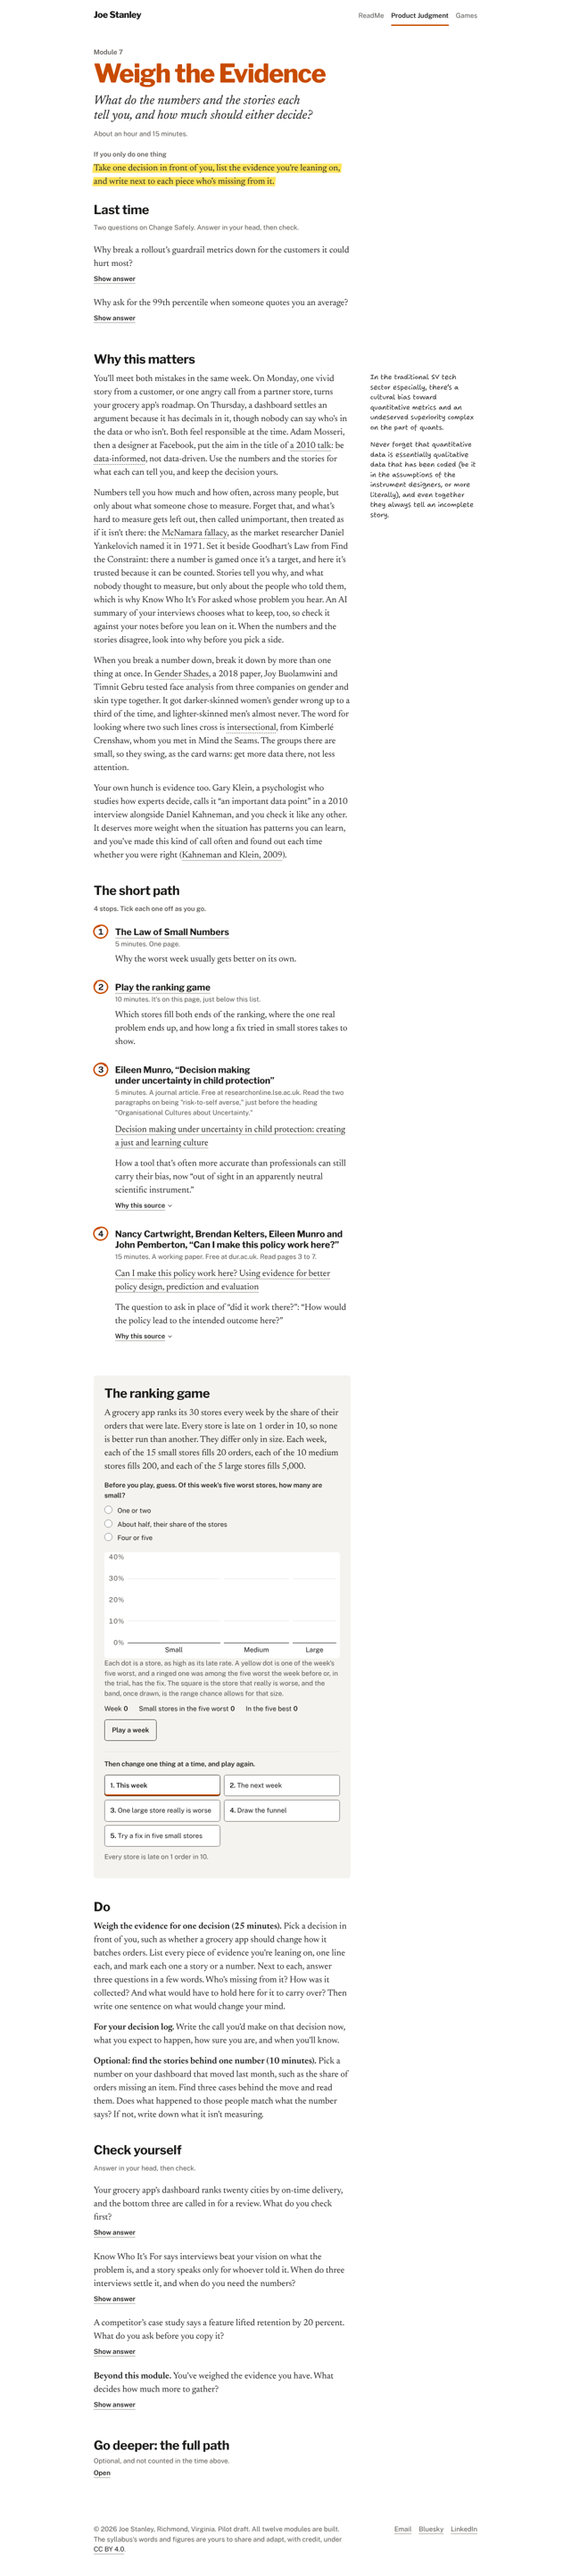 Joe Stanley
ReadMe Product Judgment Games
Module 7
Weigh the Evidence
What do the numbers and the stories each
tell you, and how much should either decide?
About an hour and 15 minutes.
If you only do one thing
Take one decision in front of you, list the evidence you're leaning on,
and write next to each piece who's missing from it.
Last time
Two questions on Change Safely. Answer in your head, then check.
Why break a rollout's guardrail metrics down for the customers it could
hurt most?
Show answer
Why ask for the 99th percentile when someone quotes you an average?
Show answer
Why this matters
You'll meet both mistakes in the same week. On Monday, one vivid
story from a customer, or one angry call from a partner store, turns
your grocery app's roadmap. On Thursday, a dashboard settles an
argument because it has decimals in it, though nobody can say who's in
the data or who isn't. Both feel responsible at the time. Adam Mosseri,
then a designer at Facebook, put the aim in the title of a 2010 talk: be
data-informed, not data-driven. Use the numbers and the stories for
what each can tell you, and keep the decision yours.
Numbers tell you how much and how often, across many people, but
only about what someone chose to measure. Forget that, and what's
hard to measure gets left out, then called unimportant, then treated as
if it isn't there: the McNamara fallacy, as the market researcher Daniel
Yankelovich named it in 1971. Set it beside Goodhart's Law from Find
the Constraint: there a number is gamed once it's a target, and here it's
trusted because it can be counted. Stories tell you why, and what
nobody thought to measure, but only about the people who told them,
which is why Know Who It's For asked whose problem you hear. An AI
summary of your interviews chooses what to keep, too, so check it
against your notes before you lean on it. When the numbers and the
stories disagree, look into why before you pick a side.
When you break a number down, break it down by more than one
thing at once. In Gender Shades, a 2018 paper, Joy Buolamwini and
Timnit Gebru tested face analysis from three companies on gender and
skin type together. It got darker-skinned women's gender wrong up to a
third of the time, and lighter-skinned men's almost never. The word for
looking where two such lines cross is intersectional, from Kimberlé
Crenshaw, whom you met in Mind the Seams. The groups there are
small, so they swing, as the card warns: get more data there, not less
attention.
Your own hunch is evidence too. Gary Klein, a psychologist who
studies how experts decide, calls it “an important data point” in a 2010
interview alongside Daniel Kahneman, and you check it like any other.
It deserves more weight when the situation has patterns you can learn,
and you've made this kind of call often and found out each time
whether you were right (Kahneman and Klein, 2009).
In the traditional SV tech
sector especially, there's a
cultural bias toward
quantitative metrics and an
undeserved superiority complex
on the part of quants.
Never forget that quantitative
data is essentially qualitative
data that has been coded (be it
in the assumptions of the
instrument designers, or more
literally), and even together
they always tell an incomplete
story.
The short path
4 stops. Tick each one off as you go.
1 The Law of Small Numbers
5 minutes. One page.
Why the worst week usually gets better on its own.
2 Play the ranking game
10 minutes. It's on this page, just below this list.
Which stores fill both ends of the ranking, where the one real
problem ends up, and how long a fix tried in small stores takes to
show.
3 Eileen Munro, “Decision making
under uncertainty in child protection”
5 minutes. A journal article. Free at researchonline.lse.ac.uk. Read the two
paragraphs on being “risk-to-self averse,” just before the heading
“Organisational Cultures about Uncertainty.”
Decision making under uncertainty in child protection: creating
a just and learning culture
How a tool that's often more accurate than professionals can still
carry their bias, now “out of sight in an apparently neutral
scientific instrument.”
Why this source
4 Nancy Cartwright, Brendan Kelters, Eileen Munro and
John Pemberton, “Can I make this policy work here?”
15 minutes. A working paper. Free at dur.ac.uk. Read pages 3 to 7.
Can I make this policy work here? Using evidence for better
policy design, prediction and evaluation
The question to ask in place of “did it work there?”: “How would
the policy lead to the intended outcome here?”
Why this source
The ranking game
A grocery app ranks its 30 stores every week by the share of their
orders that were late. Every store is late on 1 order in 10, so none
is better run than another. They differ only in size. Each week,
each of the 15 small stores fills 20 orders, each of the 10 medium
stores fills 200, and each of the 5 large stores fills 5,000.
Before you play, guess. Of this week's five worst stores, how many are
small?
One or two
About half, their share of the stores
Four or five
40%
30%
20%
10%
0%
Small Medium Large
Each dot is a store, as high as its late rate. A yellow dot is one of the week's
five worst, and a ringed one was among the five worst the week before or, in
the trial, has the fix. The square is the store that really is worse, and the
band, once drawn, is the range chance allows for that size.
Week 0 Small stores in the five worst 0 In the five best 0
Play a week
Then change one thing at a time, and play again.
1. This week
2. The next week
3. One large store really is worse
4. Draw the funnel
5. Try a fix in five small stores
Every store is late on 1 order in 10.
Do
Weigh the evidence for one decision (25 minutes). Pick a decision in
front of you, such as whether a grocery app should change how it
batches orders. List every piece of evidence you're leaning on, one line
each, and mark each one a story or a number. Next to each, answer
three questions in a few words. Who's missing from it? How was it
collected? And what would have to hold here for it to carry over? Then
write one sentence on what would change your mind.
For your decision log. Write the call you'd make on that decision now,
what you expect to happen, how sure you are, and when you'll know.
Optional: find the stories behind one number (10 minutes). Pick a
number on your dashboard that moved last month, such as the share of
orders missing an item. Find three cases behind the move and read
them. Does what happened to those people match what the number
says? If not, write down what it isn't measuring.
Check yourself
Answer in your head, then check.
Your grocery app's dashboard ranks twenty cities by on-time delivery,
and the bottom three are called in for a review. What do you check
first?
Show answer
Know Who It's For says interviews beat your vision on what the
problem is, and a story speaks only for whoever told it. When do three
interviews settle it, and when do you need the numbers?
Show answer
A competitor's case study says a feature lifted retention by 20 percent.
What do you ask before you copy it?
Show answer
Beyond this module. You've weighed the evidence you have. What
decides how much more to gather?
Show answer
Go deeper: the full path
Optional, and not counted in the time above.
Open
© 2026 Joe Stanley, Richmond, Virginia. Pilot draft. All twelve modules are built.
The syllabus's words and figures are yours to share and adapt, with credit, under
CC BY 4.0.
Email Bluesky LinkedIn